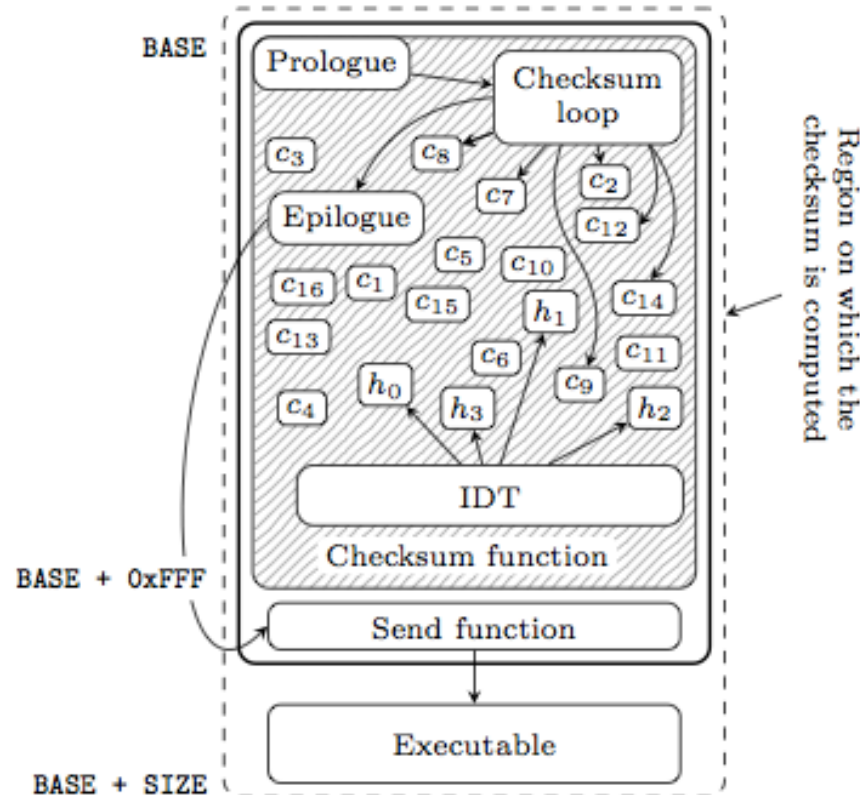 BASE
Prologue
Checksum
loop
c₃
c₈
c₇
c₂
c₁₂
Epilogue
c₅
c₁₀
c₁₆
c₁
c₁₅
h₁
c₁₄
c₁₃
c₆
c₁₁
h₀
c₉
c₄
h₃
h₂
IDT
Checksum function
BASE + 0xFFF
Send function
Executable
BASE + SIZE
Region on which the
checksum is computed